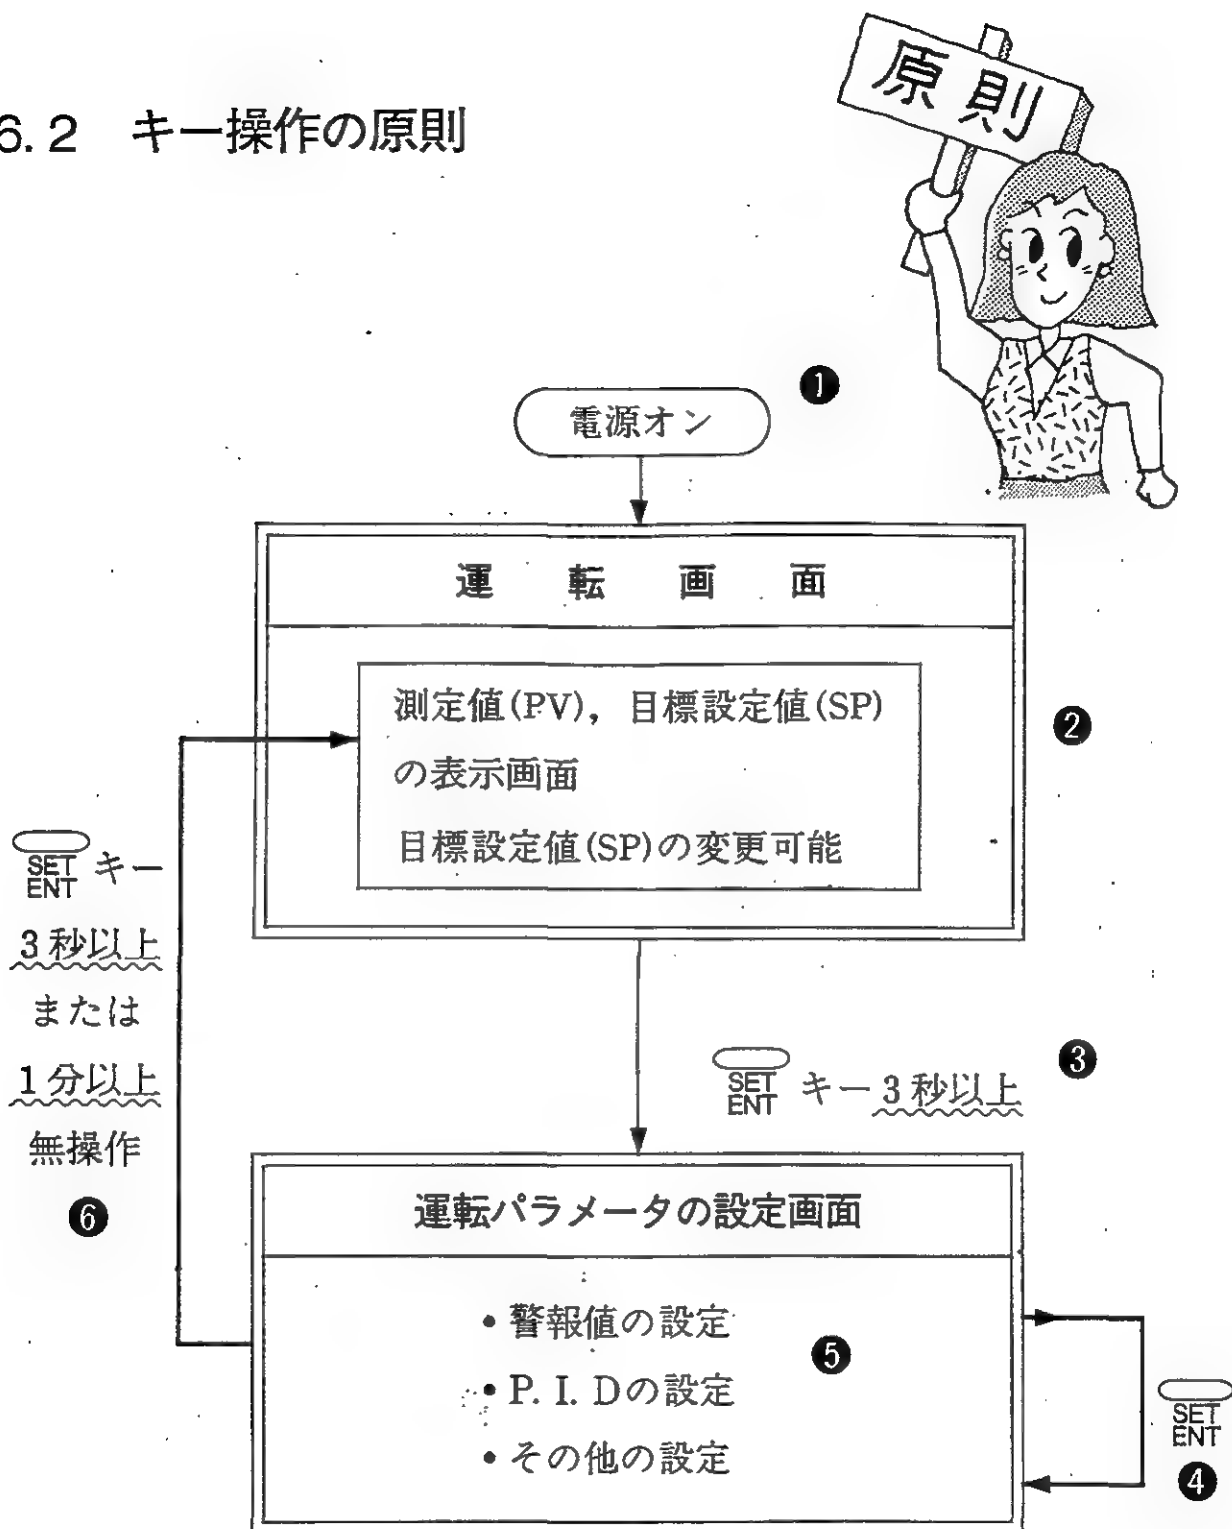 原則
6.2 キー操作の原則
❶
電源オン
運転画面
測定値(PV)，目標設定値(SP)
の表示画面
目標設定値(SP)の変更可能
❷
SET
ENT キー
3秒以上
または
1分以上
無操作
❻
SET
ENT キー3秒以上
❸
運転パラメータの設定画面
・警報値の設定
・P. I. Dの設定
・その他の設定
❺
SET
ENT
❹